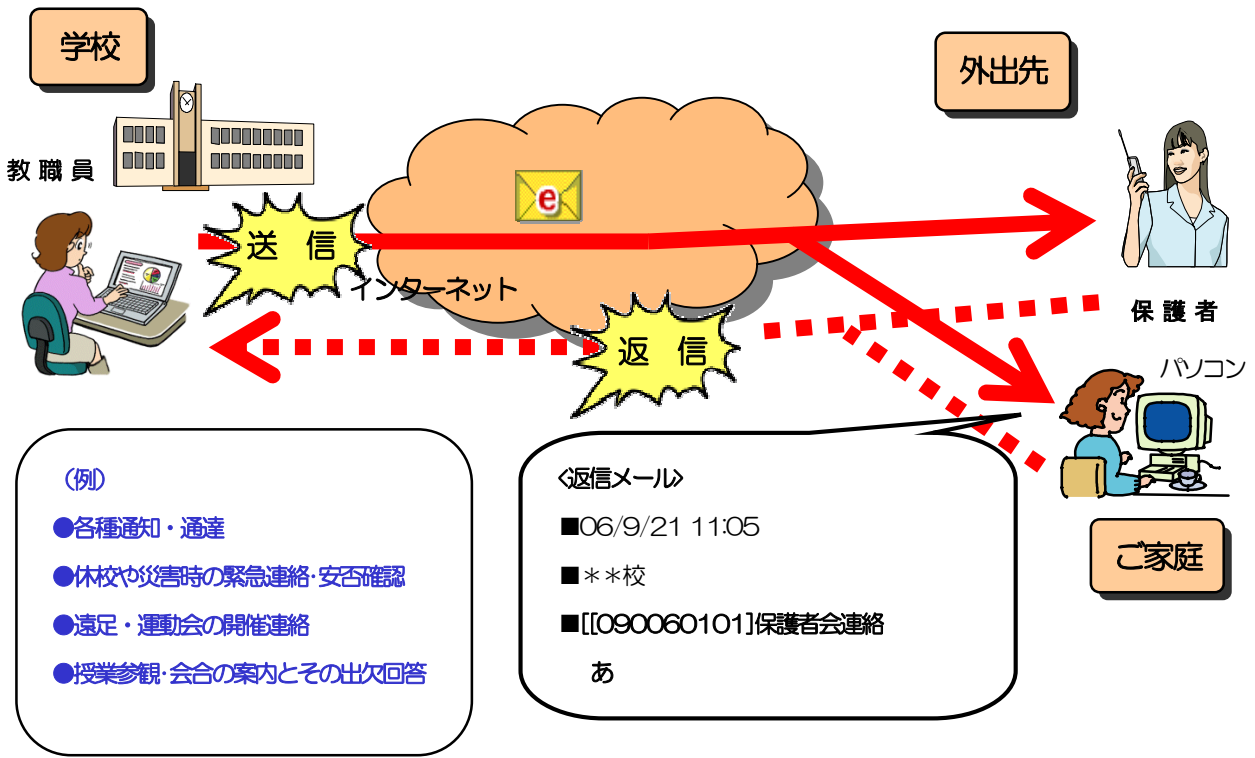 学校
外出先
教職員
e
送 信
インターネット
返 信
保護者
パソコン
ご家庭
（例）
●各種通知・通達
●休校や災害時の緊急連絡・安否確認
●遠足・運動会の開催連絡
●授業参観・会合の案内とその出欠回答
<返信メール>
■06/9/21 11:05
■＊＊校
■[[090060101]保護者会連絡
あ